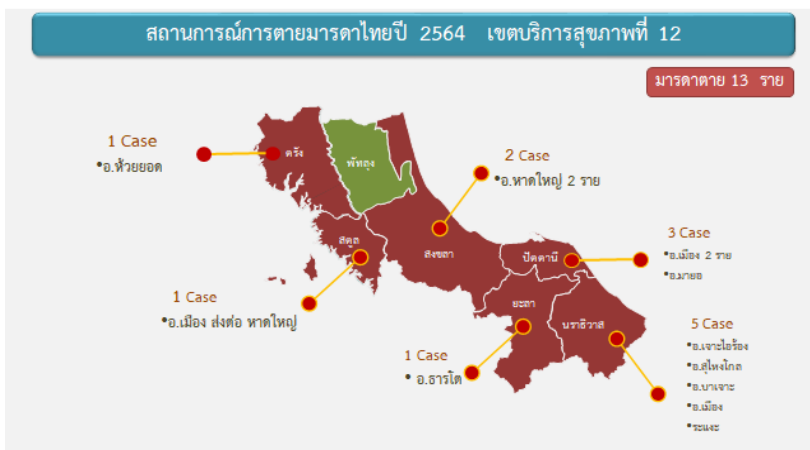 สถานการณ์การตายมารดาไทยปี 2564 เขตบริการสุขภาพที่ 12
มารดาตาย 13 ราย
1 Case
•อ.ห้วยยอด
ตรัง
พัทลุง
2 Case
•อ.หาดใหญ่ 2 ราย
สตูล
สงขลา
ปัตตานี
3 Case
•อ.เมือง 2 ราย
•อ.มายอ
1 Case
•อ.เมือง ส่งต่อ หาดใหญ่
ยะลา
นราธิวาส
1 Case
• อ.ธารโต
5 Case
•อ.เจาะไอร้อง
•อ.สุไหงโกล
•อ.บาเจาะ
•อ.เมือง
•ระแงะ